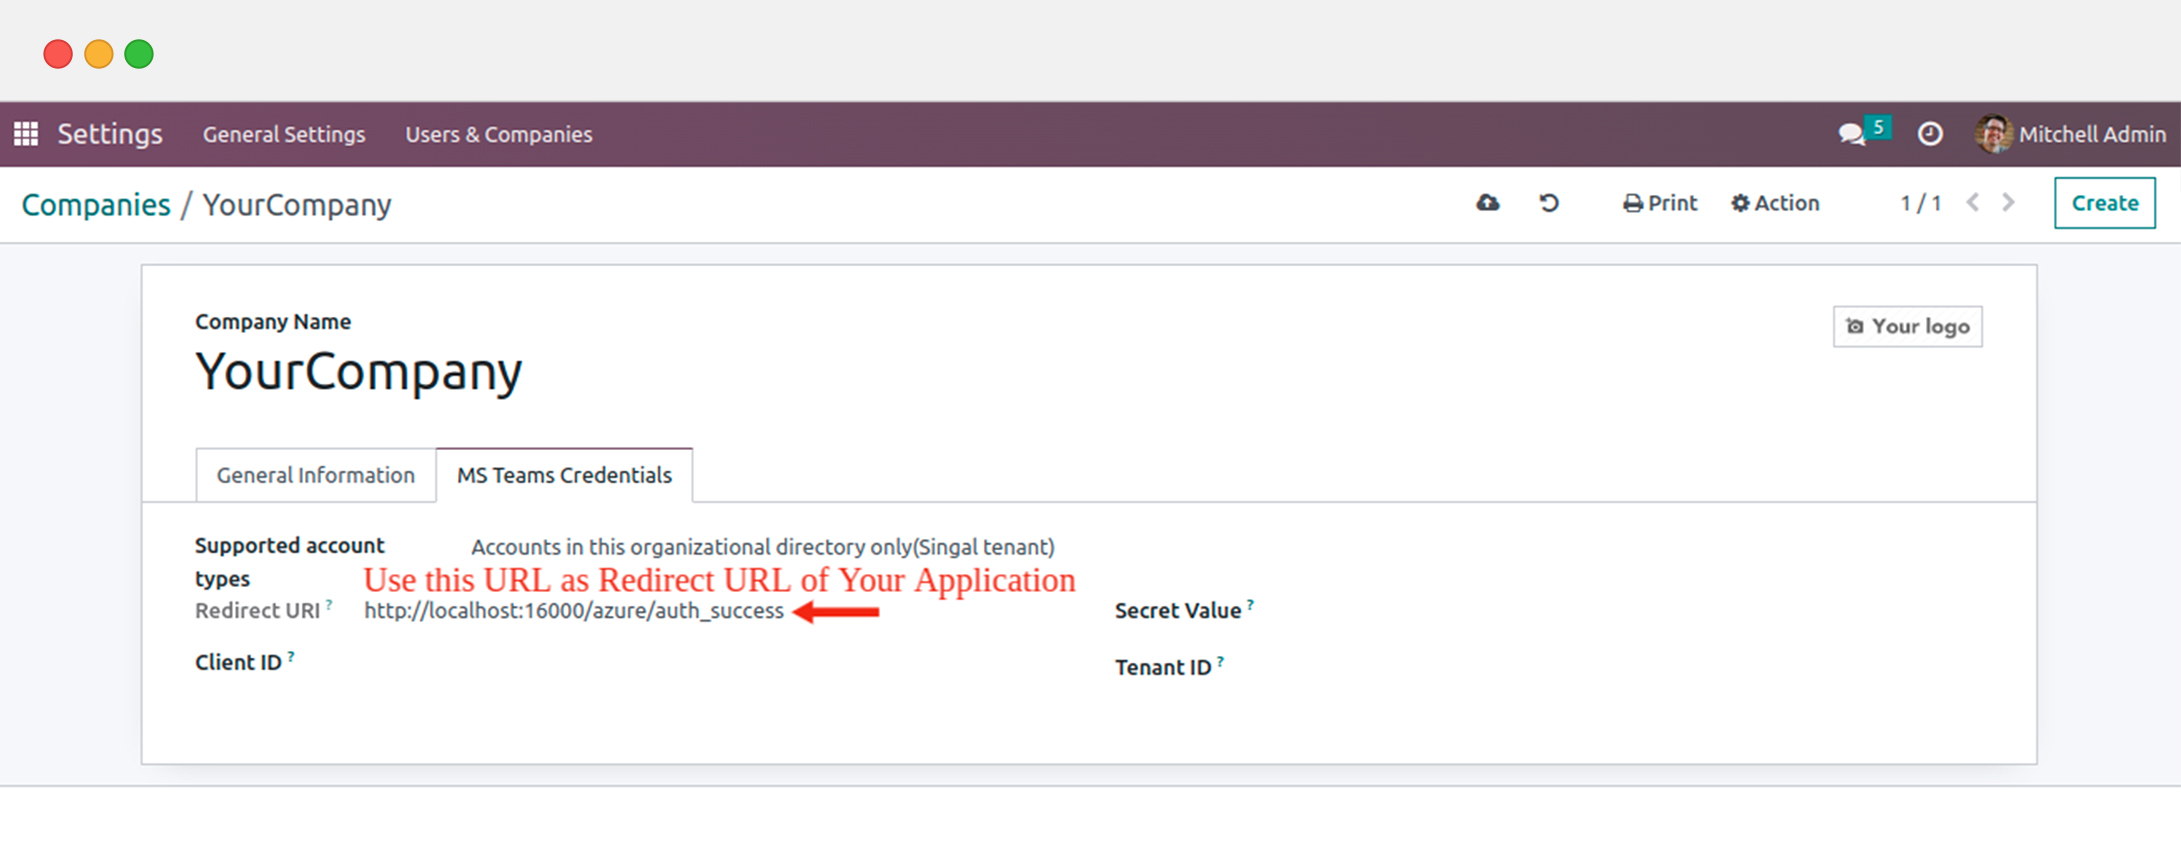 Settings General Settings Users & Companies 5 Mitchell Admin
Companies / YourCompany Print Action 1 / 1 Create
Company Name
Your logo
YourCompany
General Information MS Teams Credentials
Supported account types Accounts in this organizational directory only(Singal tenant)
Use this URL as Redirect URL of Your Application
Redirect URI ? http://localhost:16000/azure/auth_success Secret Value ?
Client ID ? Tenant ID ?